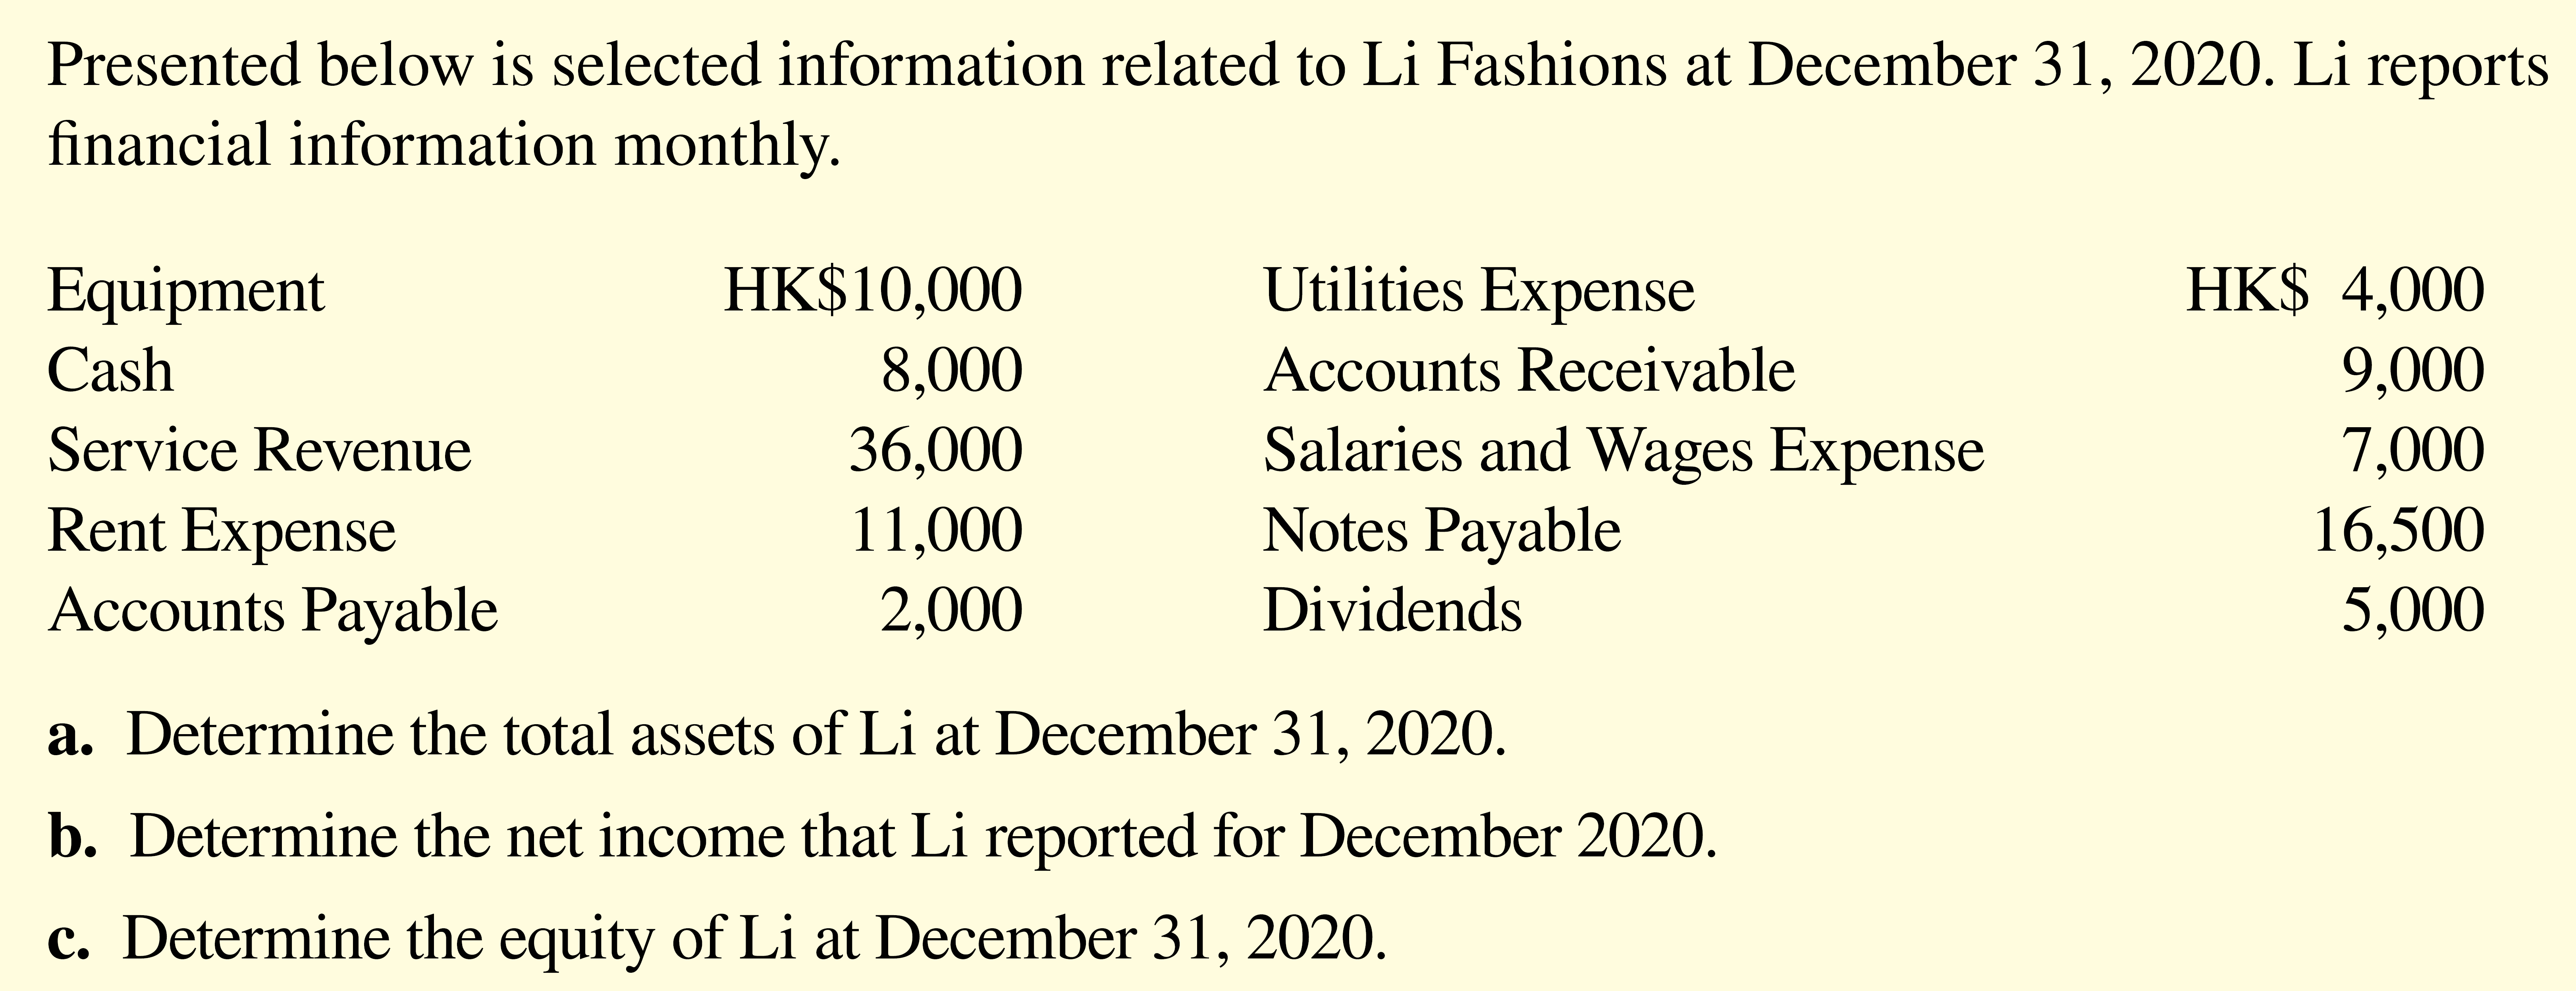 Presented below is selected information related to Li Fashions at December 31, 2020. Li reports
financial information monthly.
Equipment HK$10,000 Utilities Expense HK$ 4,000
Cash 8,000 Accounts Receivable 9,000
Service Revenue 36,000 Salaries and Wages Expense 7,000
Rent Expense 11,000 Notes Payable 16,500
Accounts Payable 2,000 Dividends 5,000
a. Determine the total assets of Li at December 31, 2020.
b. Determine the net income that Li reported for December 2020.
c. Determine the equity of Li at December 31, 2020.